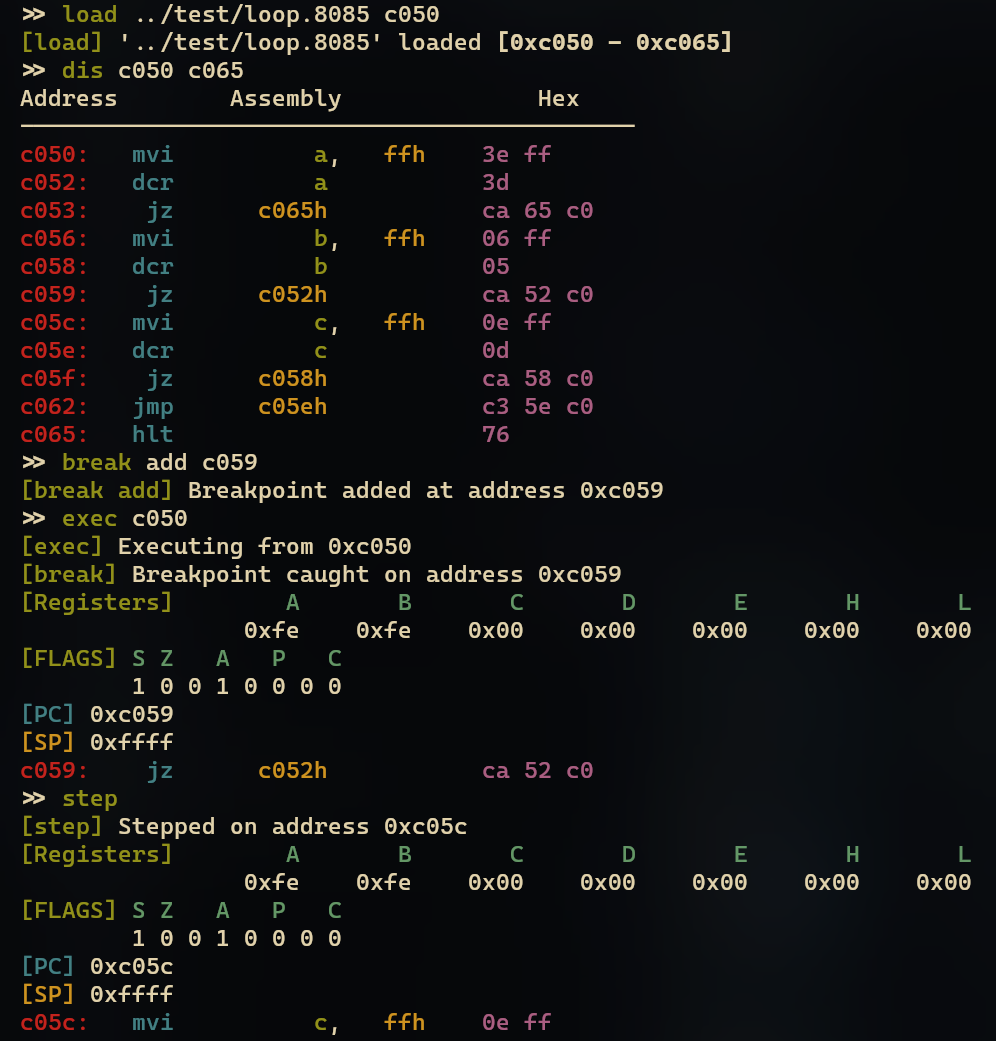 >> load ../test/loop.8085 c050
[load] '../test/loop.8085' loaded [0xc050 - 0xc065]
>> dis c050 c065
Address Assembly Hex
c050: mvi a, ffh 3e ff
c052: dcr a 3d
c053: jz c065h ca 65 c0
c056: mvi b, ffh 06 ff
c058: dcr b 05
c059: jz c052h ca 52 c0
c05c: mvi c, ffh 0e ff
c05e: dcr c 0d
c05f: jz c058h ca 58 c0
c062: jmp c05eh c3 5e c0
c065: hlt 76
>> break add c059
[break add] Breakpoint added at address 0xc059
>> exec c050
[exec] Executing from 0xc050
[break] Breakpoint caught on address 0xc059
[Registers] A B C D E H L
0xfe 0xfe 0x00 0x00 0x00 0x00 0x00
[FLAGS] S Z A P C
1 0 0 1 0 0 0 0
[PC] 0xc059
[SP] 0xffff
c059: jz c052h ca 52 c0
>> step
[step] Stepped on address 0xc05c
[Registers] A B C D E H L
0xfe 0xfe 0x00 0x00 0x00 0x00 0x00
[FLAGS] S Z A P C
1 0 0 1 0 0 0 0
[PC] 0xc05c
[SP] 0xffff
c05c: mvi c, ffh 0e ff